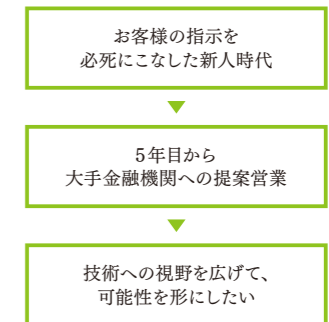 お客様の指示を
必死にこなした新人時代
5年目から
大手金融機関への提案営業
技術への視野を広げて、
可能性を形にしたい